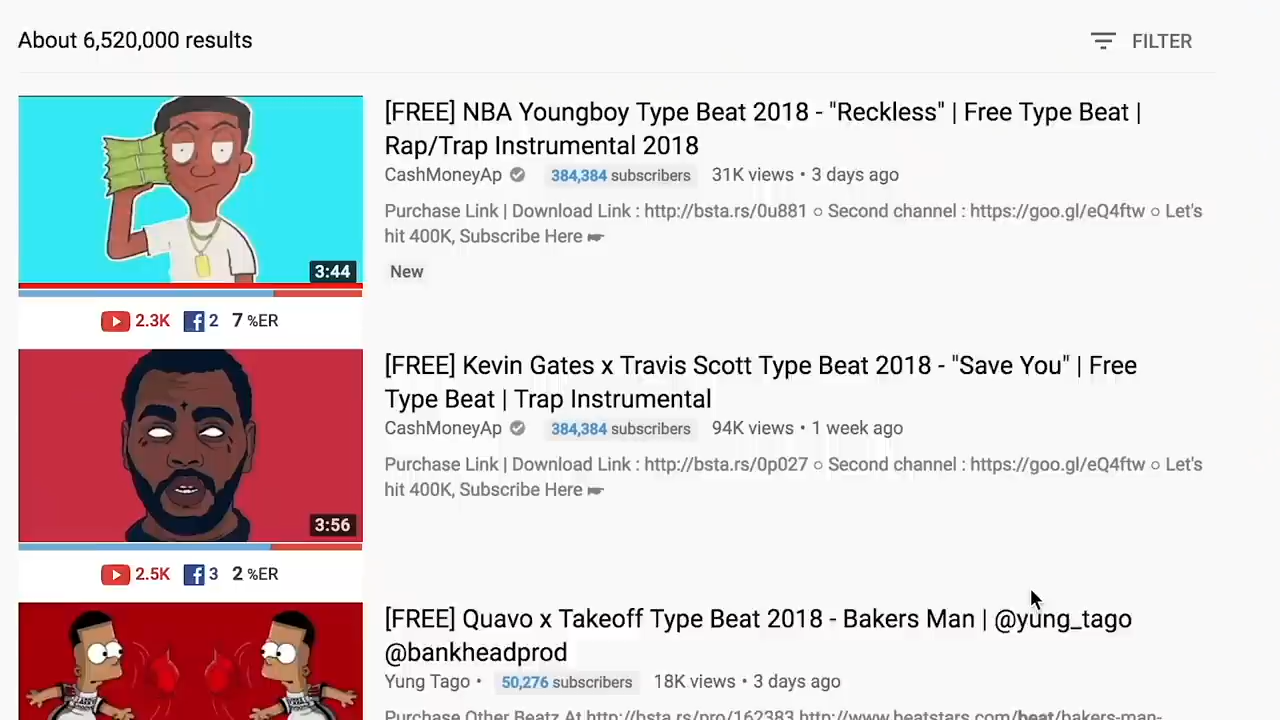 About 6,520,000 results
FILTER
[FREE] NBA Youngboy Type Beat 2018 - "Reckless" | Free Type Beat |
Rap/Trap Instrumental 2018
CashMoneyAp 384,384 subscribers 31K views • 3 days ago
Purchase Link | Download Link : http://bsta.rs/0u881 ○ Second channel : https://goo.gl/eQ4ftw ○ Let's
hit 400K, Subscribe Here
New
3:44
2.3K 2 7 %ER
[FREE] Kevin Gates x Travis Scott Type Beat 2018 - "Save You" | Free
Type Beat | Trap Instrumental
CashMoneyAp 384,384 subscribers 94K views • 1 week ago
Purchase Link | Download Link : http://bsta.rs/0p027 ○ Second channel : https://goo.gl/eQ4ftw ○ Let's
hit 400K, Subscribe Here
3:56
2.5K 3 2 %ER
[FREE] Quavo x Takeoff Type Beat 2018 - Bakers Man | @yung_tago
@bankheadprod
Yung Tago • 50,276 subscribers 18K views • 3 days ago
Purchase Other Beatz At http://bsta.rs/pro/162383 http://www.beatstars.com/beat/bakers-man-